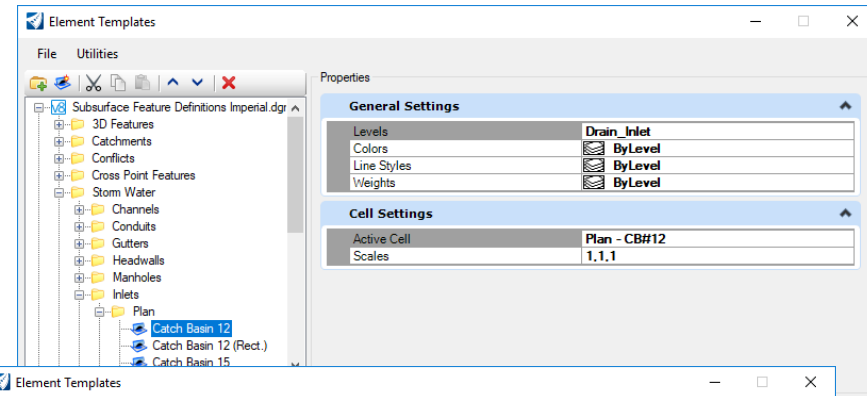 Element Templates
File Utilities
Properties
Subsurface Feature Definitions Imperial.dgr
3D Features
Catchments
Conflicts
Cross Point Features
Storm Water
Channels
Conduits
Gutters
Headwalls
Manholes
Inlets
Plan
Catch Basin 12
Catch Basin 12 (Rect.)
Catch Basin 15
General Settings
Levels Drain_Inlet
Colors ByLevel
Line Styles ByLevel
Weights ByLevel
Cell Settings
Active Cell Plan - CB#12
Scales 1,1,1
Element Templates